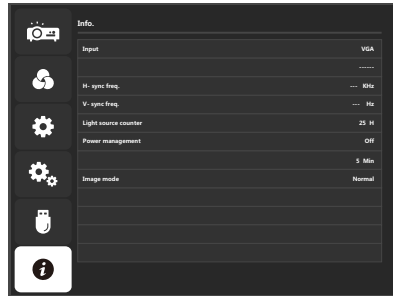 Info.
Input VGA
------
H- sync freq. --- KHz
V- sync freq. --- Hz
Light source counter 25 H
Power management Off
5 Min
Image mode Normal
i